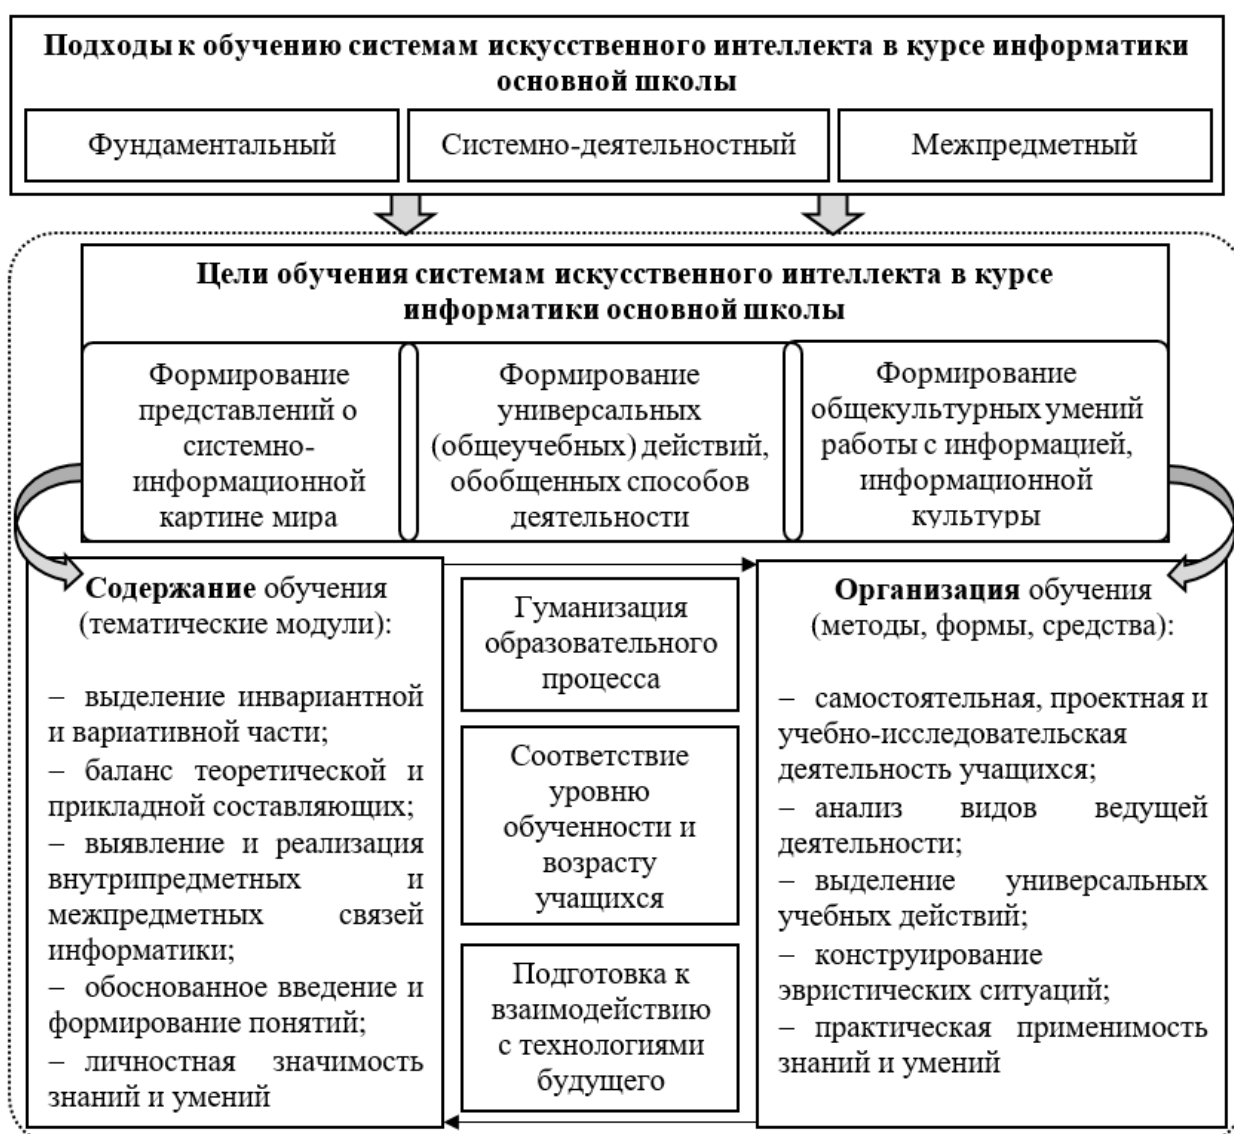 Подходы к обучению системам искусственного интеллекта в курсе информатики
основной школы
Фундаментальный
Системно-деятельностный
Межпредметный
Цели обучения системам искусственного интеллекта в курсе
информатики основной школы
Формирование
представлений о
системно-
информационной
картине мира
Формирование
универсальных
(общеучебных) действий,
обобщенных способов
деятельности
Формирование
общекультурных умений
работы с информацией,
информационной
культуры
Содержание обучения
(тематические модули):
– выделение инвариантной
и вариативной части;
– баланс теоретической и
прикладной составляющих;
– выявление и реализация
внутрипредметных и
межпредметных связей
информатики;
– обоснованное введение и
формирование понятий;
– личностная значимость
знаний и умений
Гуманизация
образовательного
процесса
Соответствие
уровню
обученности и
возрасту
учащихся
Подготовка к
взаимодействию
с технологиями
будущего
Организация обучения
(методы, формы, средства):
– самостоятельная, проектная и
учебно-исследовательская
деятельность учащихся;
– анализ видов ведущей
деятельности;
– выделение универсальных
учебных действий;
– конструирование
эвристических ситуаций;
– практическая применимость
знаний и умений